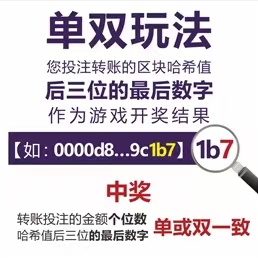 单双玩法
您投注转账的区块哈希值
后三位的最后数字
作为游戏开奖结果
【如：0000d8...9c1b7】 1b7
中奖
转账投注的金额个位数
哈希值后三位的最后数字 单或双一致